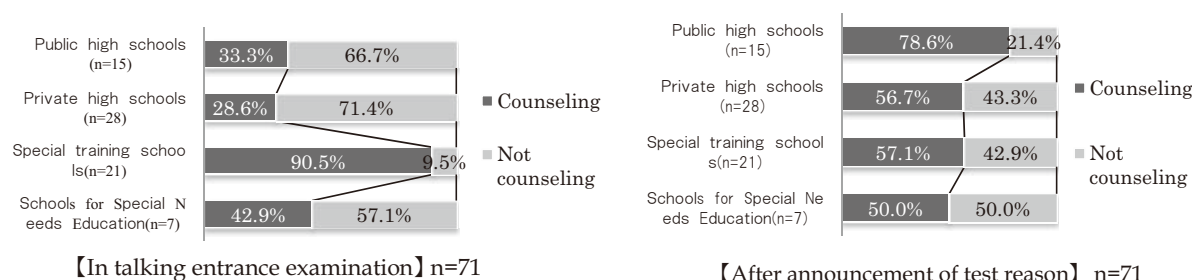 Public high schools
(n=15)
33.3%
66.7%
Private high schools
(n=28)
28.6%
71.4%
Special training schoo
ls(n=21)
90.5%
9.5%
Schools for Special N
eeds Education(n=7)
42.9%
57.1%
Counseling
Not
counseling
【In talking entrance examination】n=71
Public high schools
(n=15)
78.6%
21.4%
Private high schools
(n=28)
56.7%
43.3%
Special training school
s(n=21)
57.1%
42.9%
Schools for Special Ne
eds Education(n=7)
50.0%
50.0%
Counseling
Not
counseling
【After announcement of test reason】 n=71